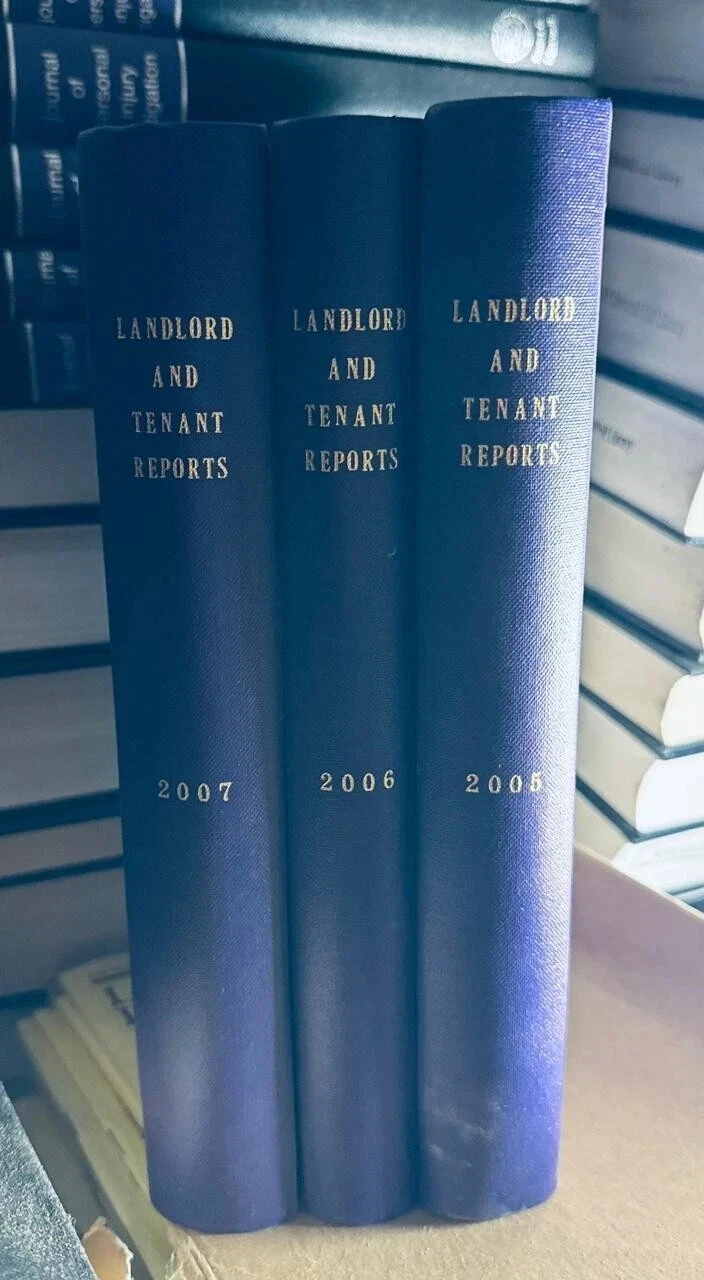 Journal
of
Personal
Injury
Litigation
LANDLORD
AND
TENANT
REPORTS
2007
LANDLORD
AND
TENANT
REPORTS
2006
LANDLORD
AND
TENANT
REPORTS
2005